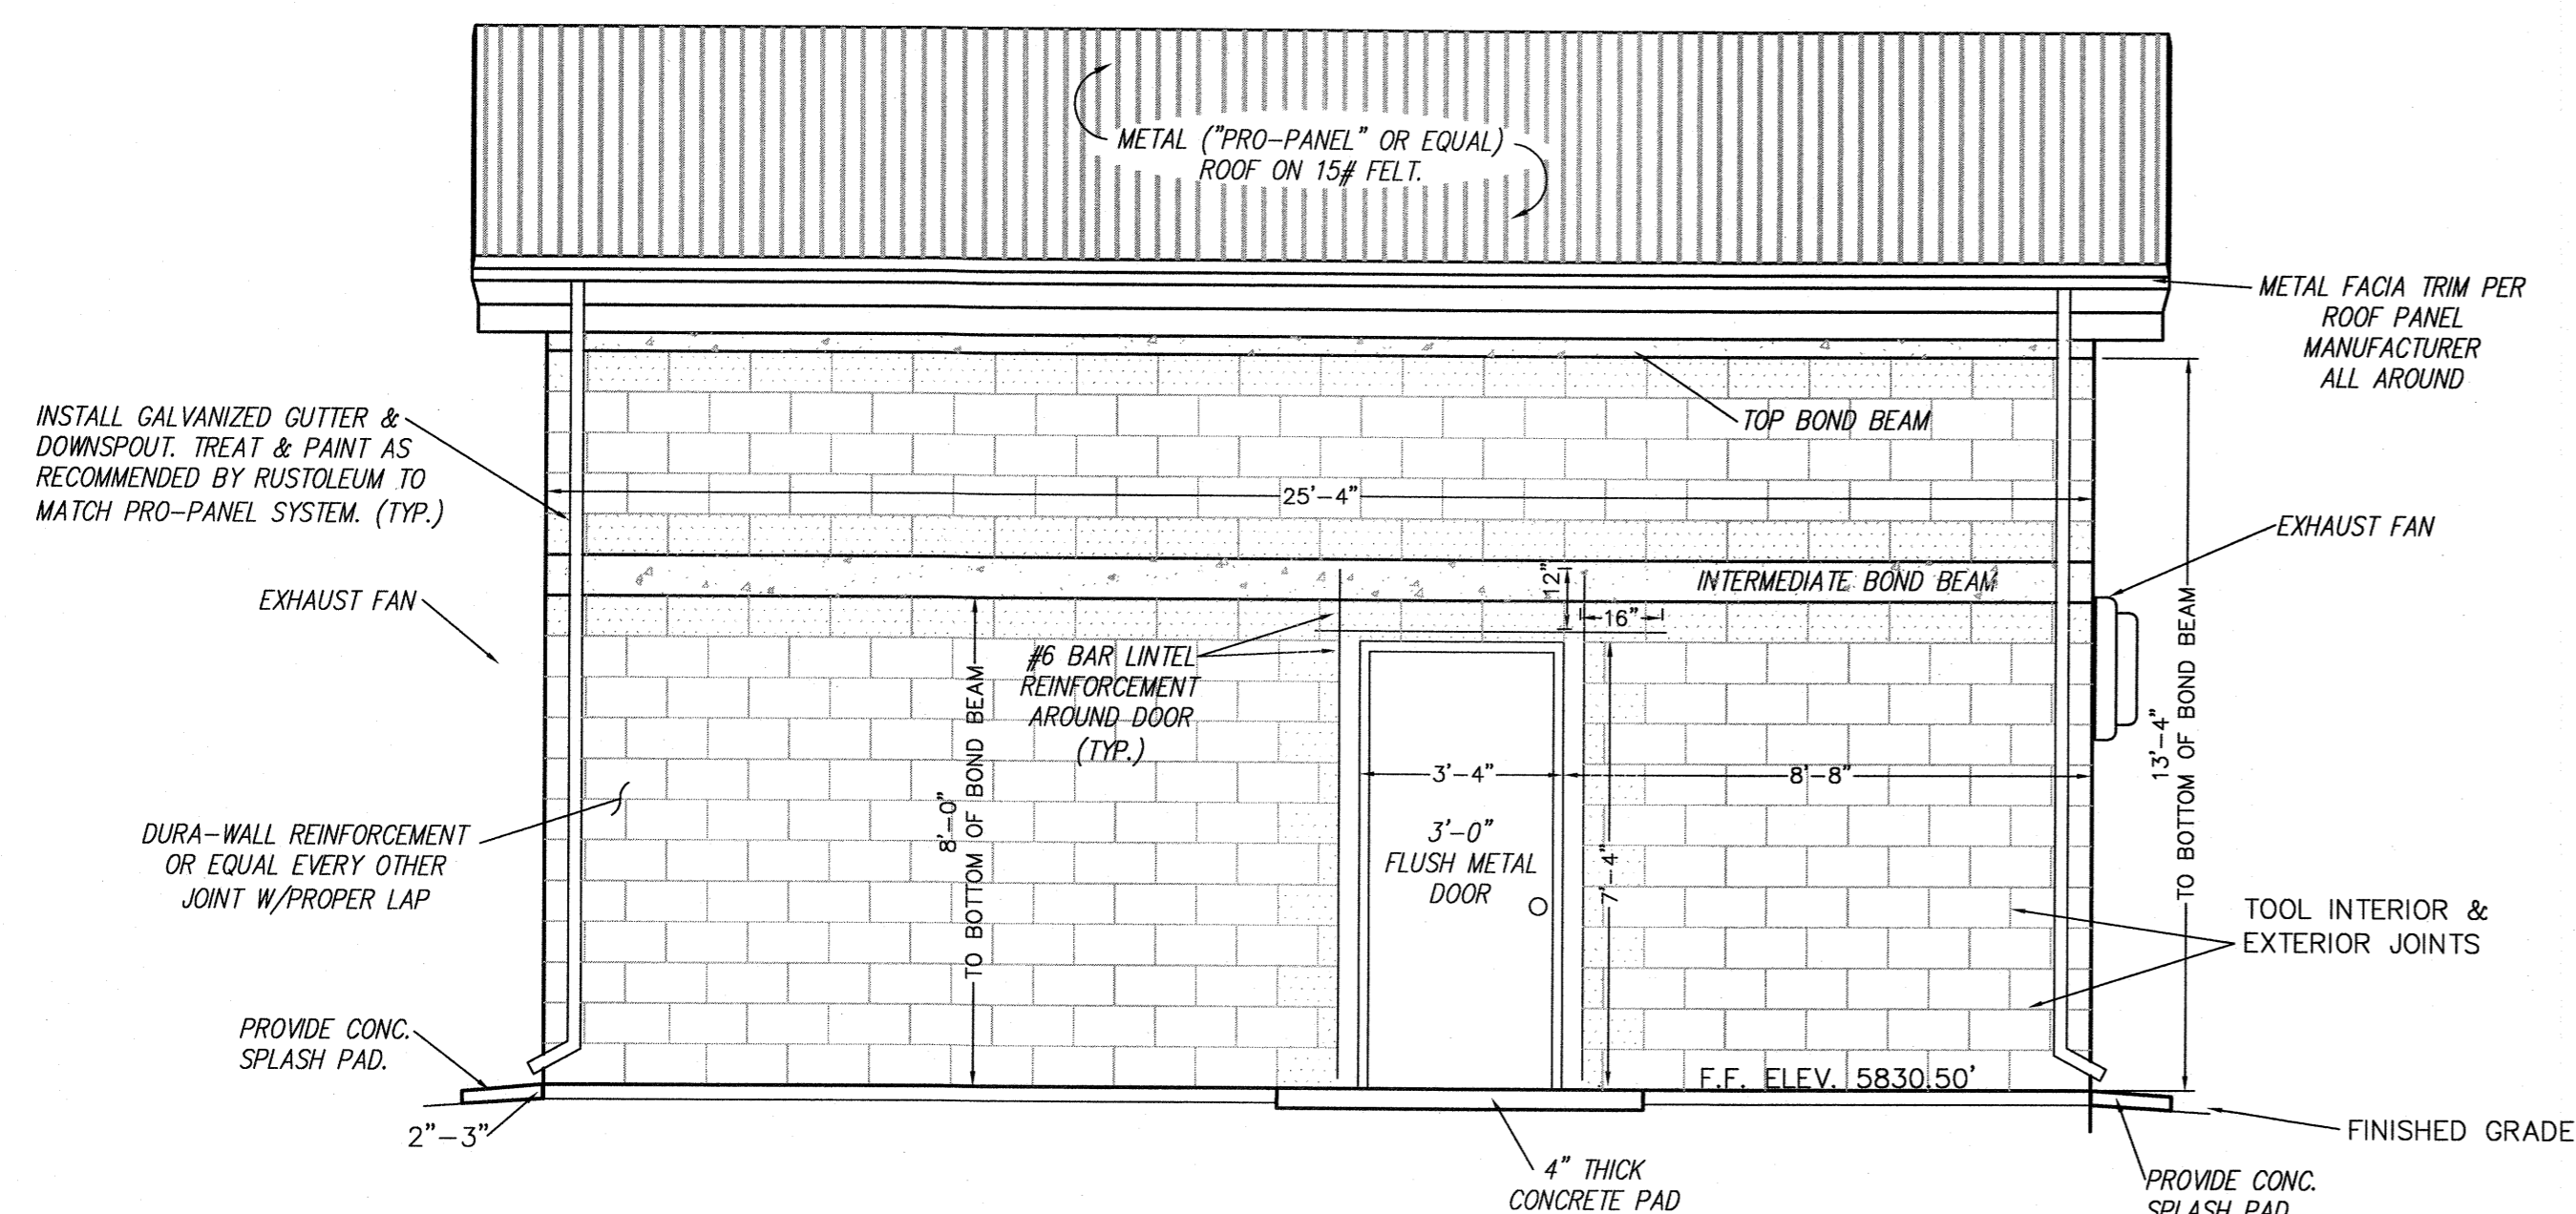 METAL ("PRO-PANEL" OR EQUAL)
ROOF ON 15# FELT.
METAL FACIA TRIM PER
ROOF PANEL
MANUFACTURER
ALL AROUND
INSTALL GALVANIZED GUTTER &
DOWNSPOUT. TREAT & PAINT AS
RECOMMENDED BY RUSTOLEUM TO
MATCH PRO-PANEL SYSTEM. (TYP.)
TOP BOND BEAM
25'-4"
EXHAUST FAN
EXHAUST FAN
INTERMEDIATE BOND BEAM
12"
16"
#6 BAR LINTEL
REINFORCEMENT
AROUND DOOR
(TYP.)
8'-0"
TO BOTTOM OF BOND BEAM
13'-4"
TO BOTTOM OF BOND BEAM
3'-4"
8'-8"
3'-0"
FLUSH METAL
DOOR
7'-4"
DURA-WALL REINFORCEMENT
OR EQUAL EVERY OTHER
JOINT W/PROPER LAP
TOOL INTERIOR &
EXTERIOR JOINTS
PROVIDE CONC.
SPLASH PAD.
F.F. ELEV. 5830.50'
2"-3"
FINISHED GRADE
4" THICK
CONCRETE PAD
PROVIDE CONC.
SPLASH PAD